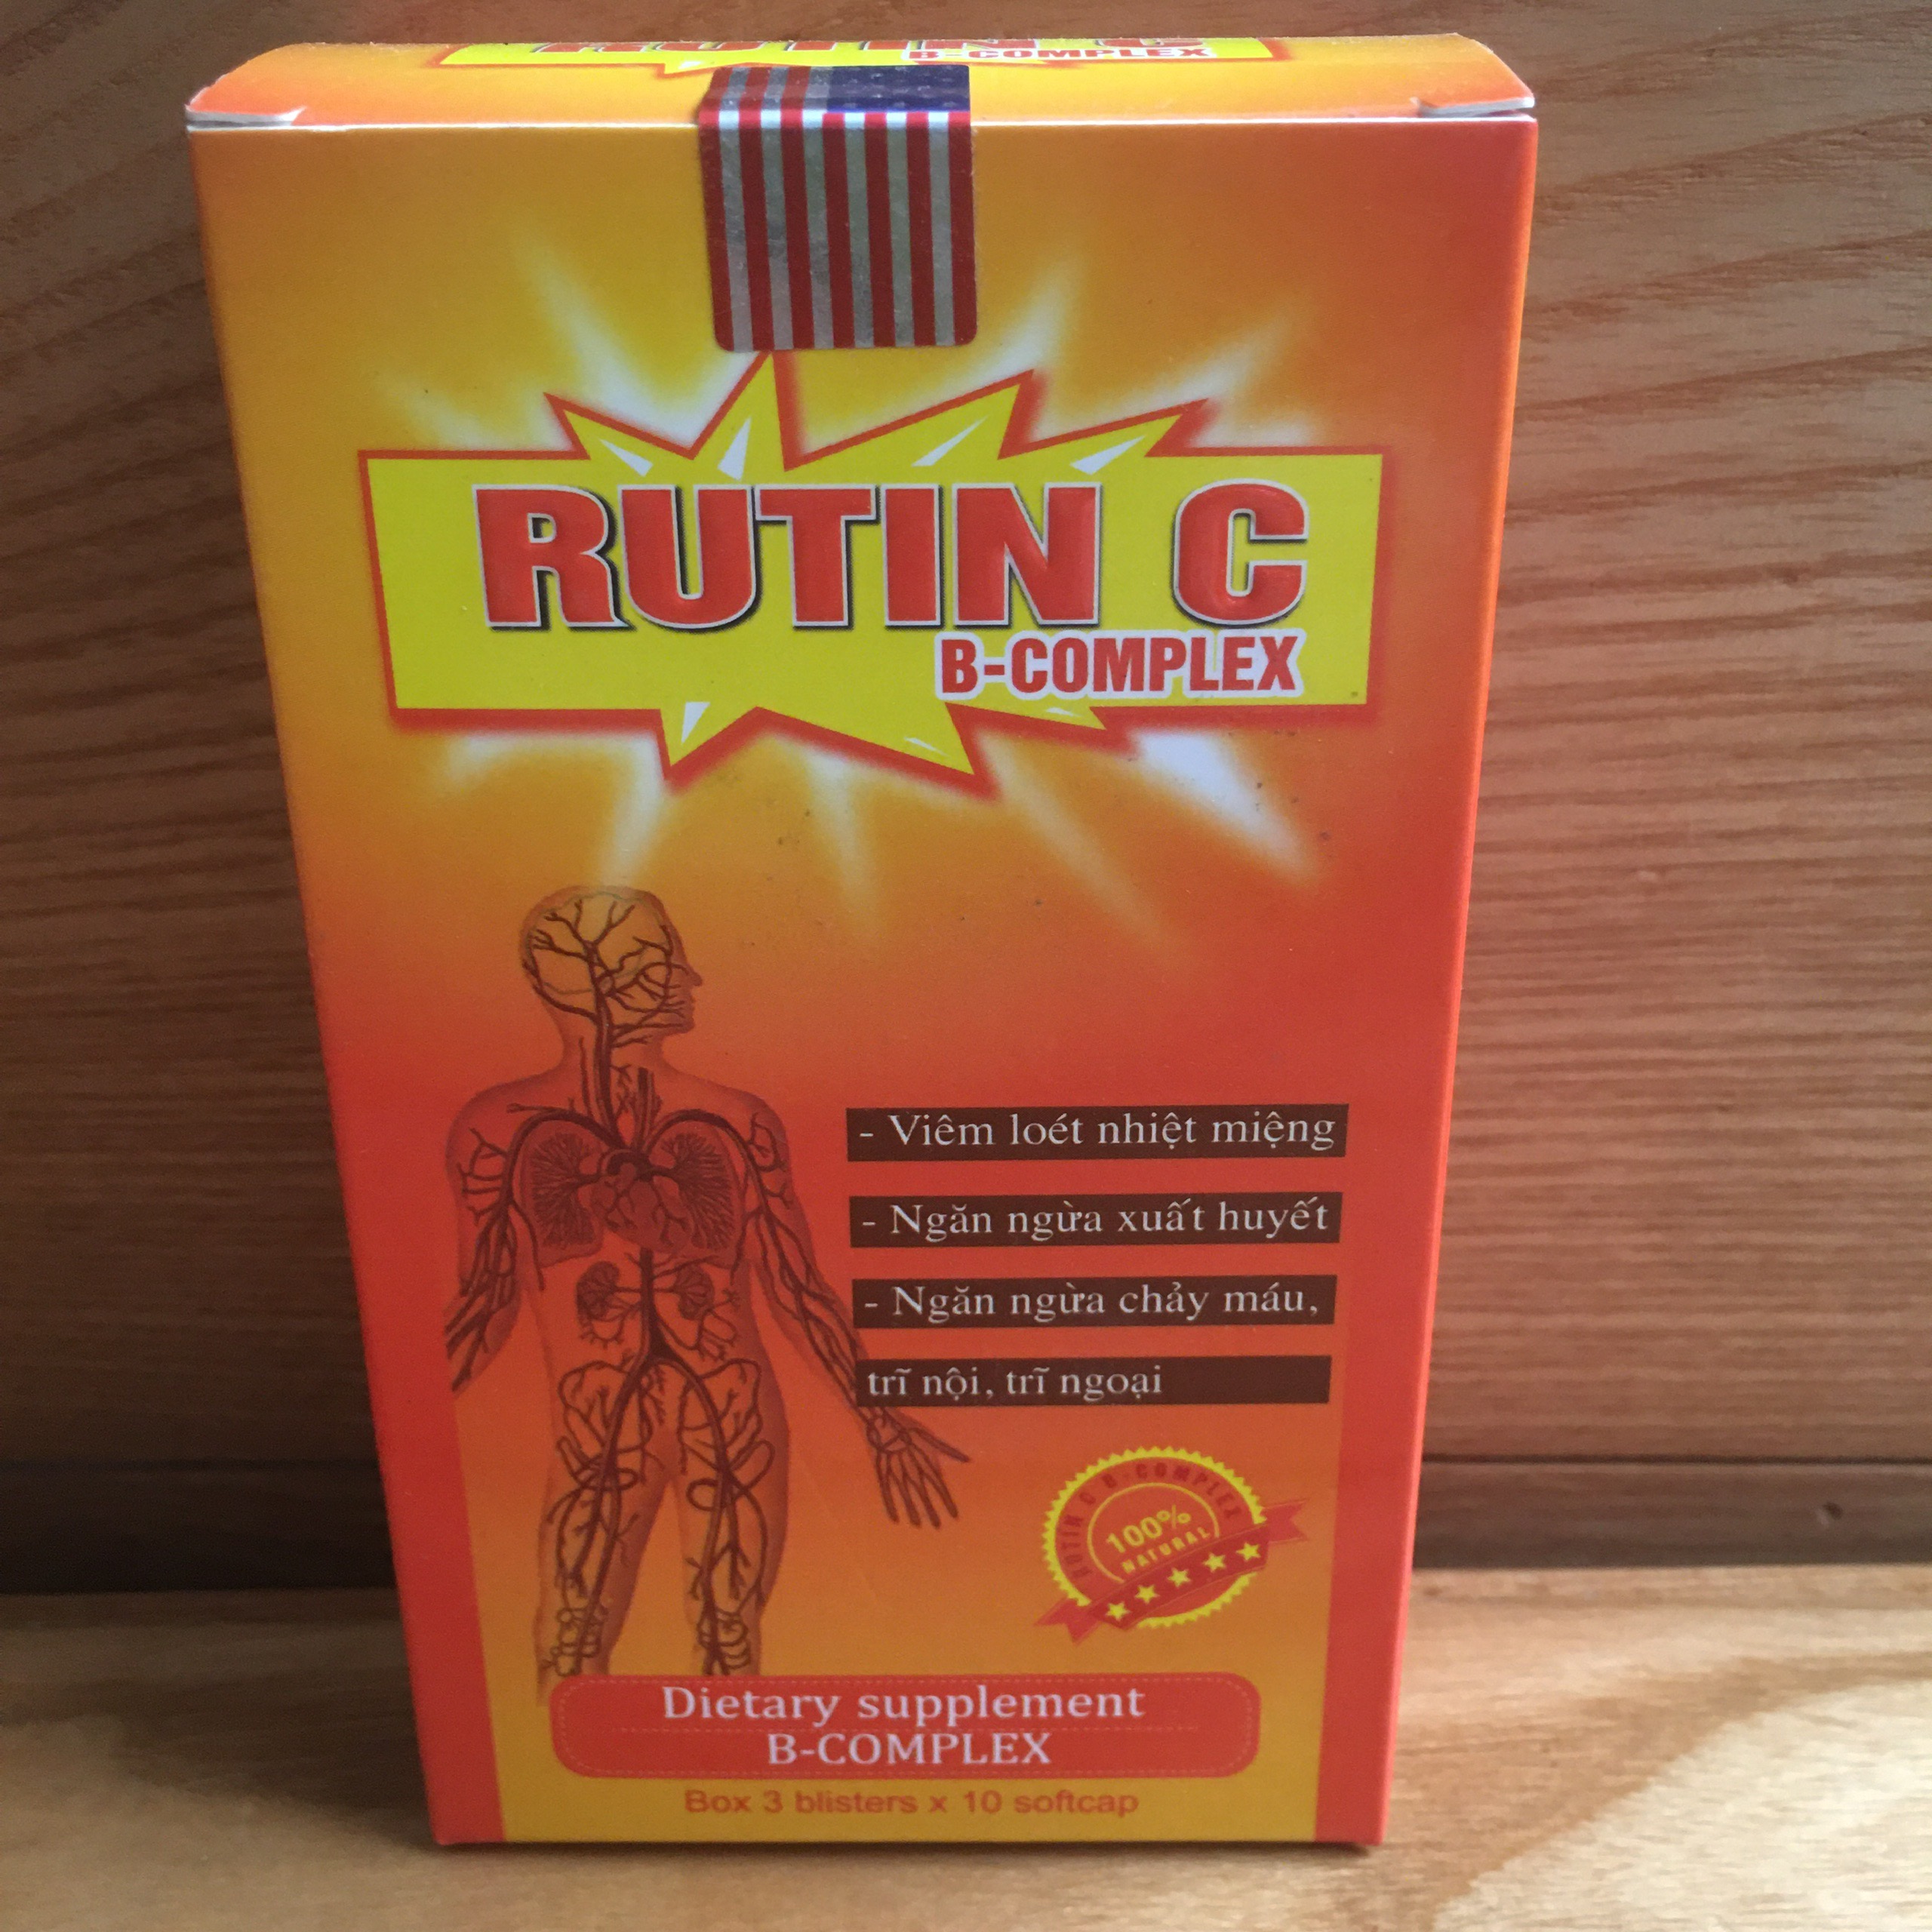 B-COMPLEX
RUTIN C
B-COMPLEX
- Viêm loét nhiệt miệng
- Ngăn ngừa xuất huyết
- Ngăn ngừa chảy máu,
trĩ nội, trĩ ngoại
RUTIN C B-COMPLEX
100%
NATURAL
Dietary supplement
B-COMPLEX
Box 3 blisters x 10 softcap